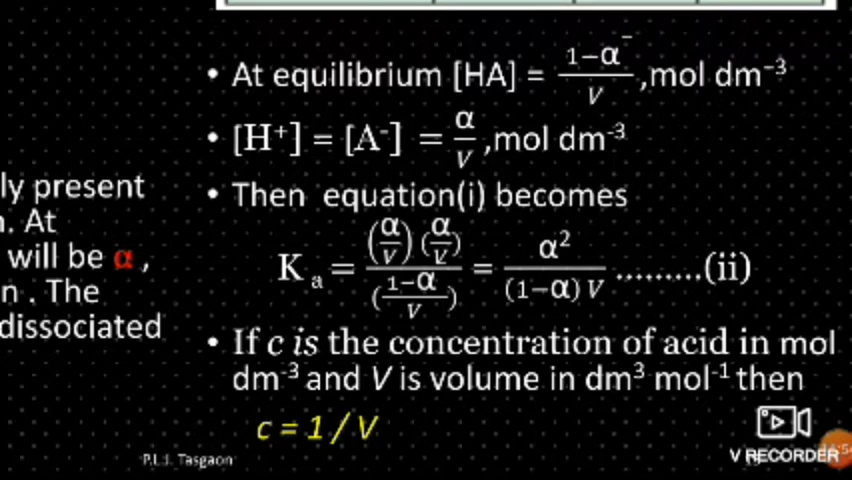 • At equilibrium [HA] = (1−α)/V ,mol dm⁻³
• [H⁺] = [A⁻] = α/V ,mol dm⁻³
• Then equation(i) becomes
K a = (α/V) (α/V) / ((1−α)/V) = α² / (1−α) V .........(ii)
• If c is the concentration of acid in mol
dm⁻³ and V is volume in dm³ mol⁻¹ then
c = 1 / V
ly present
. At
will be α ,
n . The
dissociated
P.L.I. Tasgaon
V RECORDER